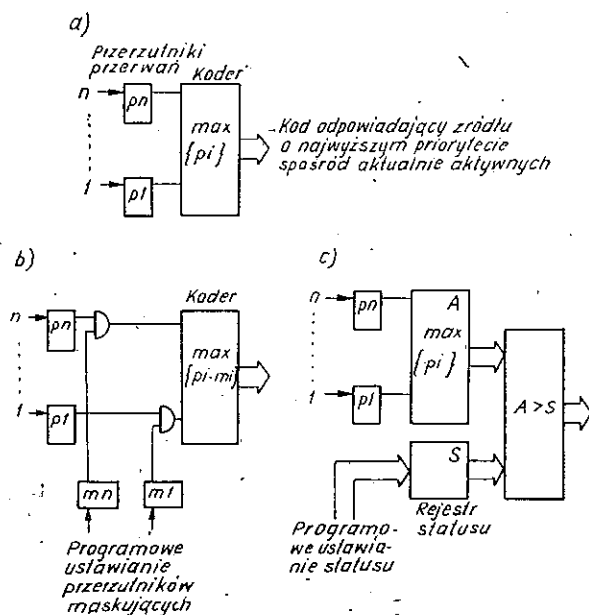 a)
Przerzutniki
przerwań
Koder
n
pn
max
{pi}
1
p1
Kod odpowiadający zródłu
o najwyższym priorytecie
spośród aktualnie aktywnych
b)
Koder
n
pn
max
{pi-mi}
1
p1
mn
m1
Programowe
ustawianie
przerzutników
maskujących
c)
n
pn
A
max
{pi}
1
p1
A>S
S
Rejestr
statusu
Programo-
we ustawia-
nie statusu